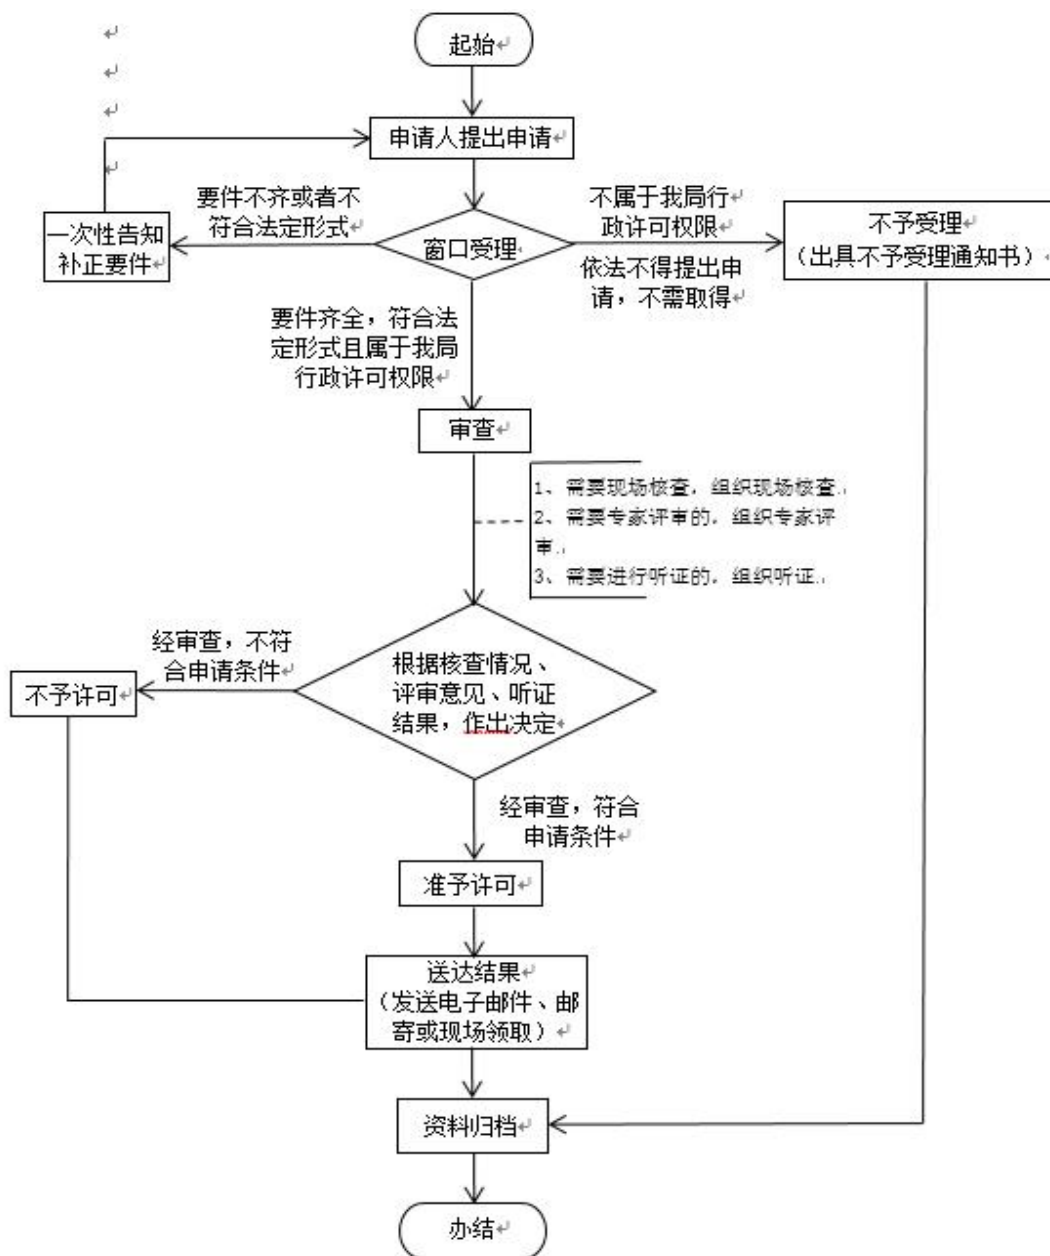 起始
申请人提出申请
要件不齐或者不
符合法定形式
一次性告知
补正要件
窗口受理
不属于我局行
政许可权限
依法不得提出申
请，不需取得
不予受理
（出具不予受理通知书）
要件齐全，符合法
定形式且属于我局
行政许可权限
审查
1、需要现场核查，组织现场核查.
2、需要专家评审的，组织专家评
审.
3、需要进行听证的，组织听证.
经审查，不符
合申请条件
不予许可
根据核查情况、
评审意见、听证
结果，作出决定
经审查，符合
申请条件
准予许可
送达结果
（发送电子邮件、邮
寄或现场领取）
资料归档
办结